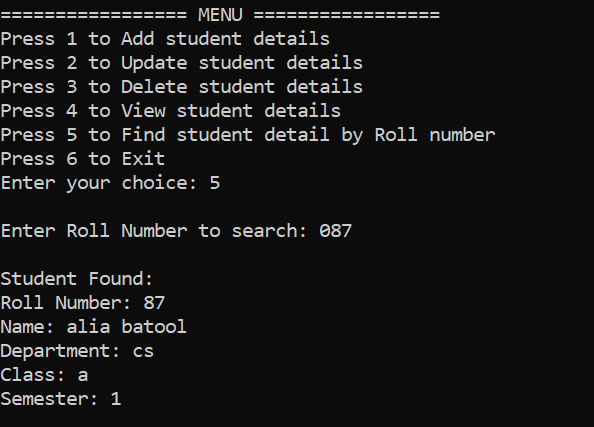 ================= MENU =================
Press 1 to Add student details
Press 2 to Update student details
Press 3 to Delete student details
Press 4 to View student details
Press 5 to Find student detail by Roll number
Press 6 to Exit
Enter your choice: 5
Enter Roll Number to search: 087
Student Found:
Roll Number: 87
Name: alia batool
Department: cs
Class: a
Semester: 1